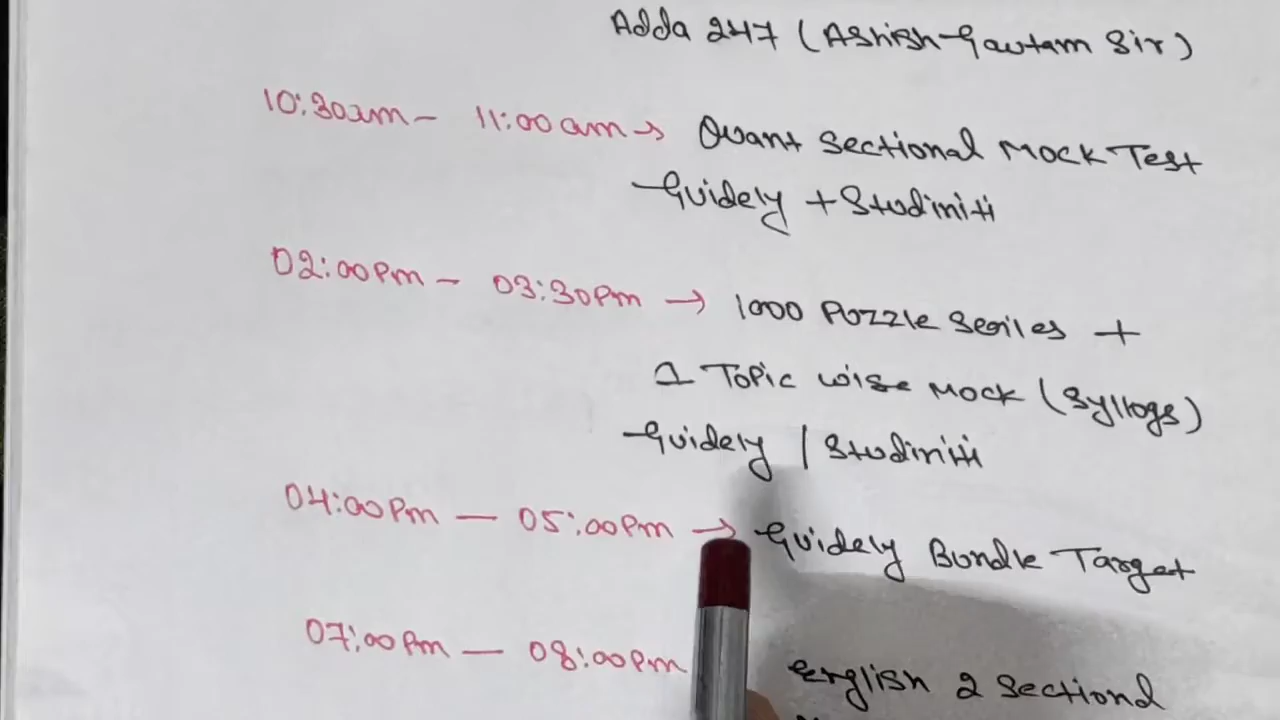 Adda 247 (Ashish Gautam Sir)
10:30am - 11:00am → Quant Sectional Mock Test
Guidely + Studiniti
02:00Pm - 03:30Pm → 1000 Puzzle Series +
1 Topic wise Mock (Syllogs)
Guidely / Studiniti
04:00Pm - 05:00Pm → Guidely Bundle Target
07:00Pm - 08:00Pm English 2 Sectional